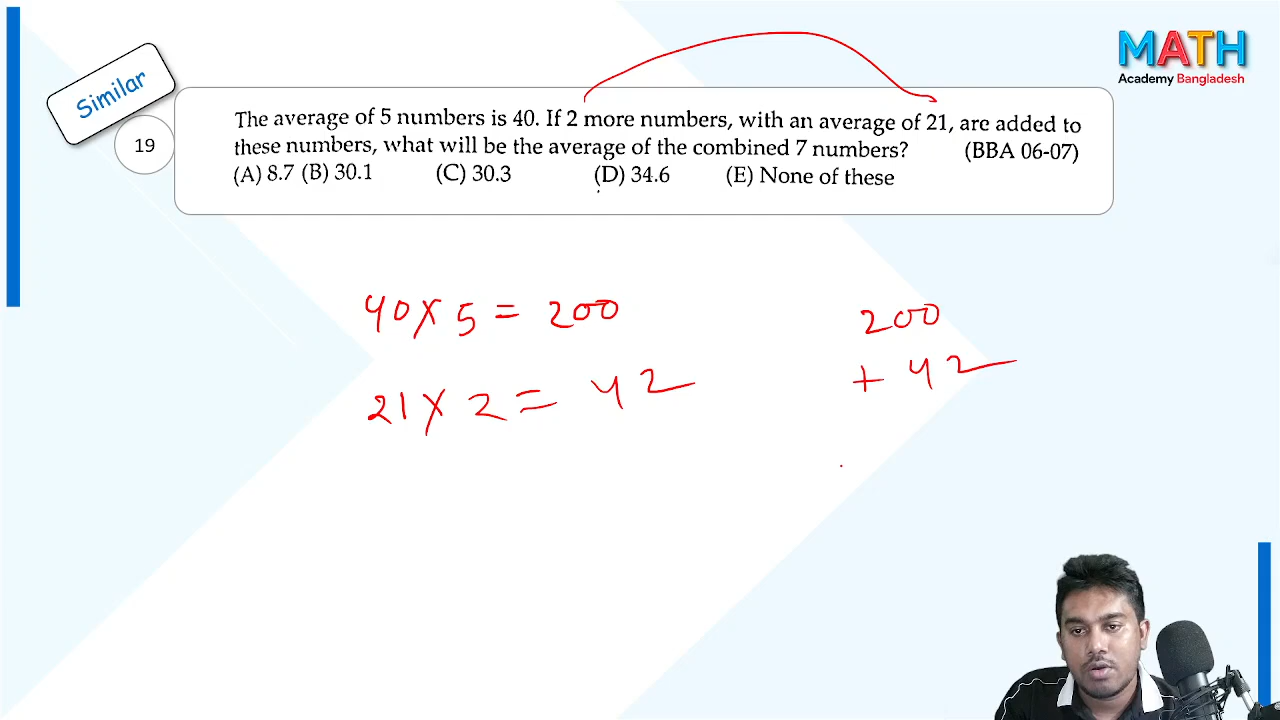 MATH
Academy Bangladesh
Similar
19
The average of 5 numbers is 40. If 2 more numbers, with an average of 21, are added to
these numbers, what will be the average of the combined 7 numbers? (BBA 06-07)
(A) 8.7 (B) 30.1 (C) 30.3 (D) 34.6 (E) None of these
40 × 5 = 200
21 × 2 = 42
200
+ 42